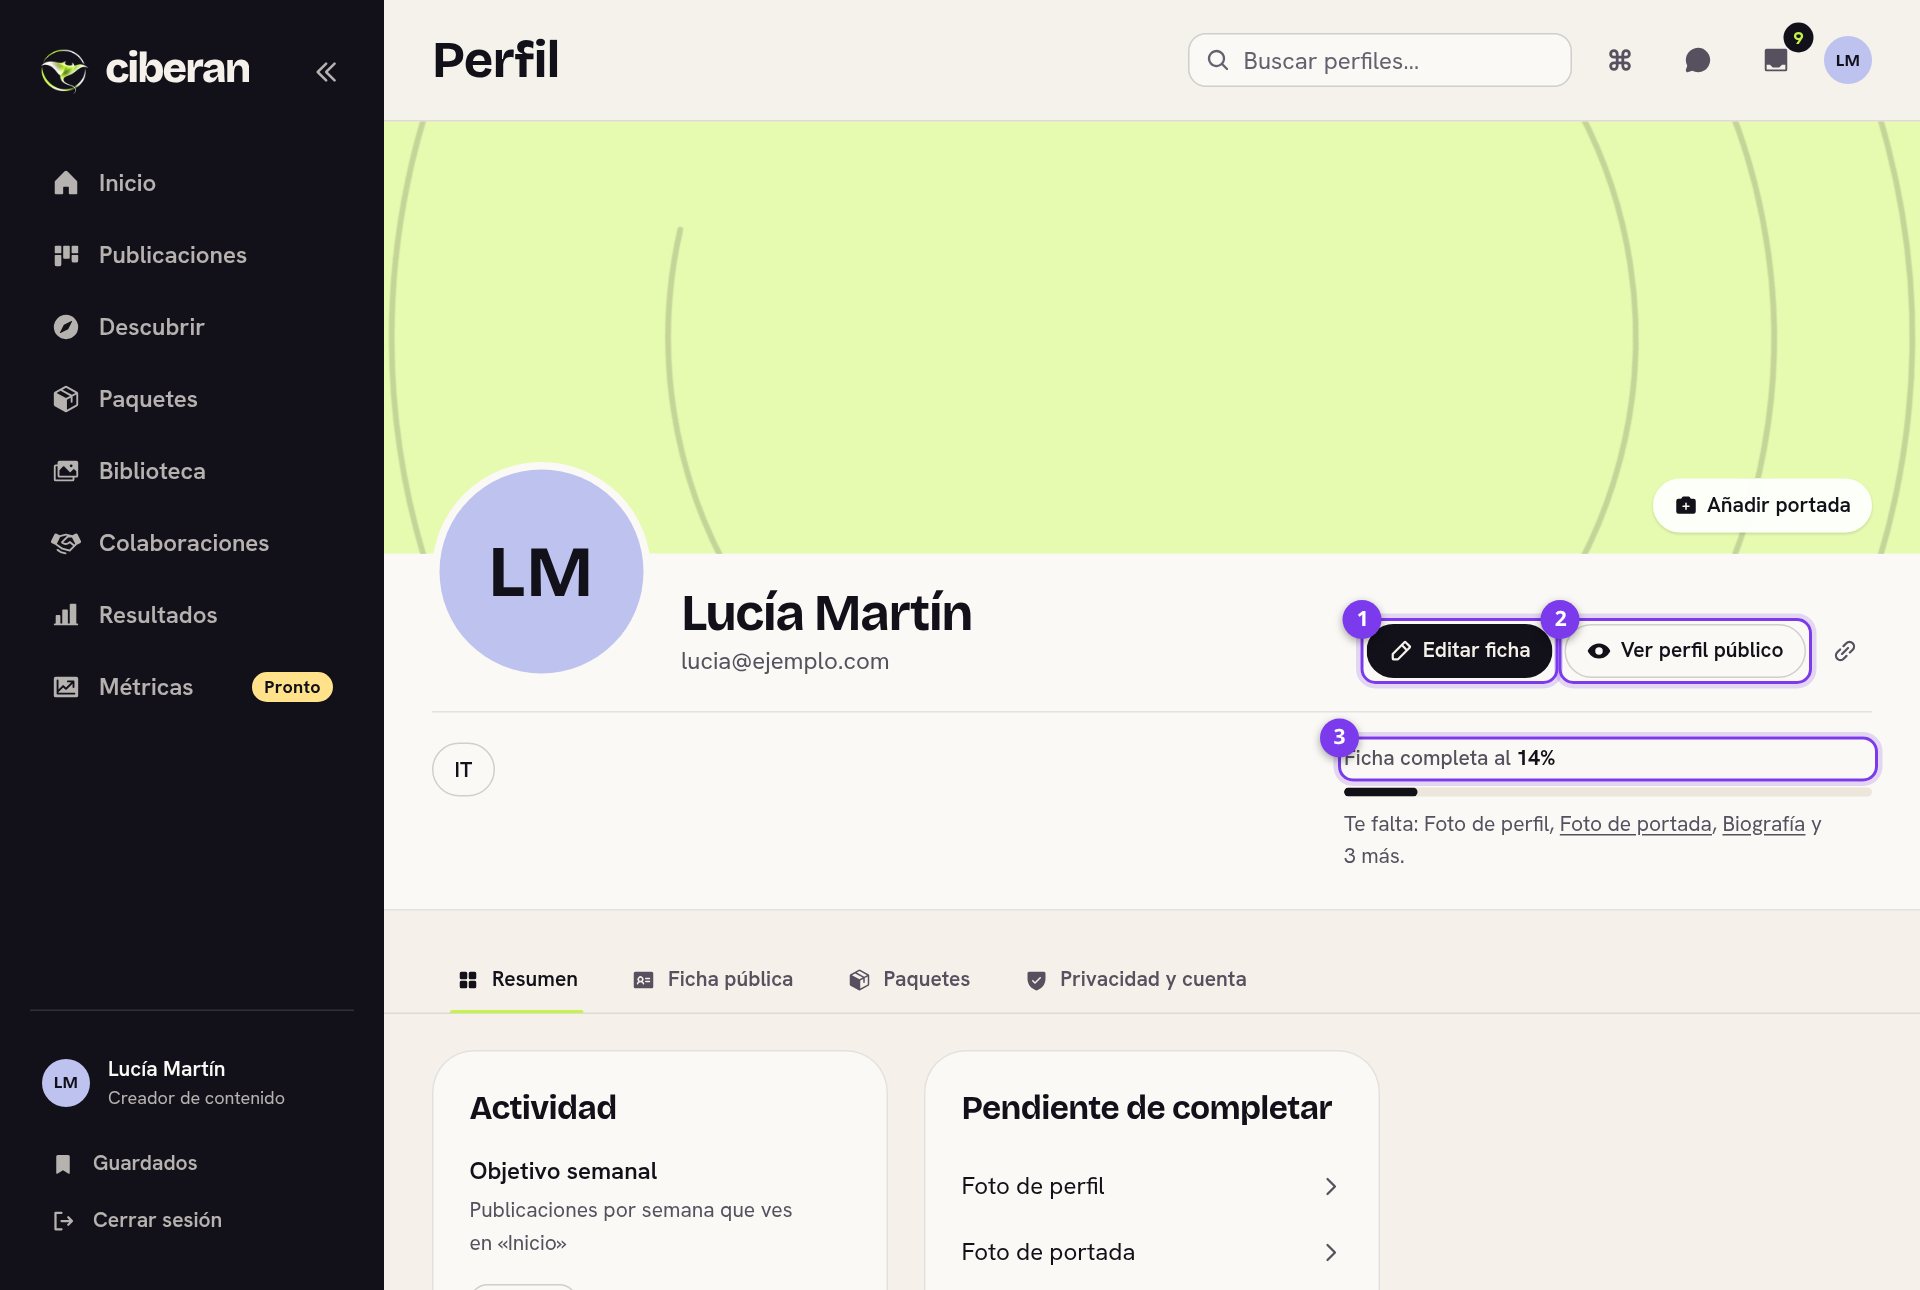 ciberan
Inicio
Publicaciones
Descubrir
Paquetes
Biblioteca
Colaboraciones
Resultados
Métricas
Pronto
LM
Lucía Martín
Creador de contenido
Guardados
Cerrar sesión
Perfil
Buscar perfiles...
9
LM
Añadir portada
LM
Lucía Martín
lucia@ejemplo.com
1
Editar ficha
2
Ver perfil público
IT
3
Ficha completa al 14%
Te falta: Foto de perfil, Foto de portada, Biografía y
3 más.
Resumen
Ficha pública
Paquetes
Privacidad y cuenta
Actividad
Objetivo semanal
Publicaciones por semana que ves
en «Inicio»
Pendiente de completar
Foto de perfil
Foto de portada